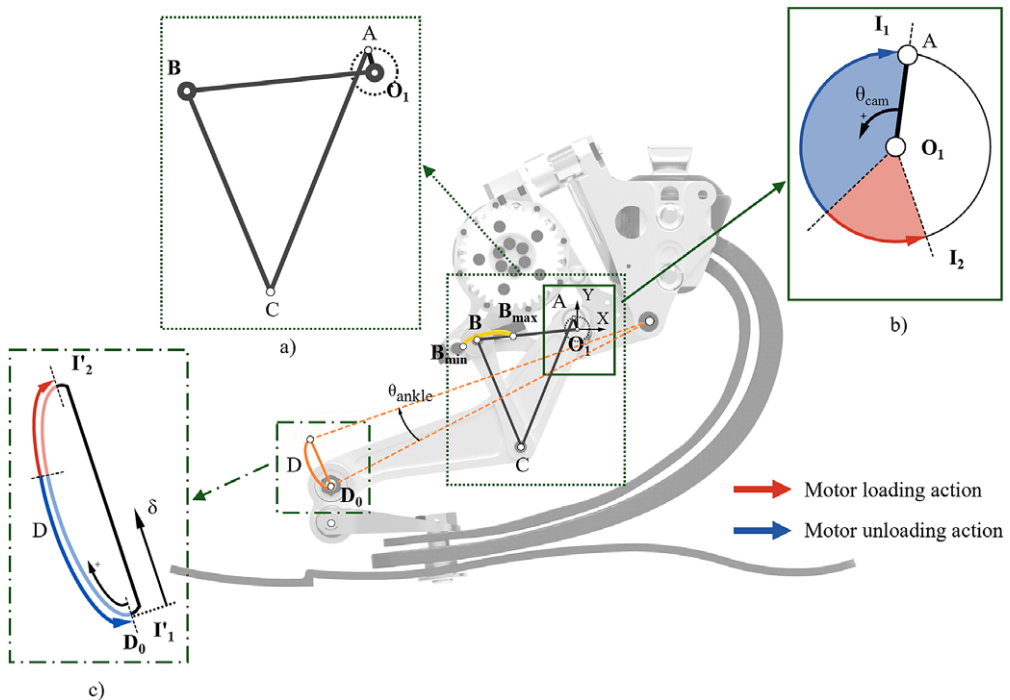 A
B
O₁
C
a)
I₁
A
θcam
+
O₁
I₂
b)
A
Y
X
Bmax
B
O₁
Bmin
θankle
C
D
D₀
I'₂
δ
D
+
I'₁
D₀
c)
Motor loading action
Motor unloading action